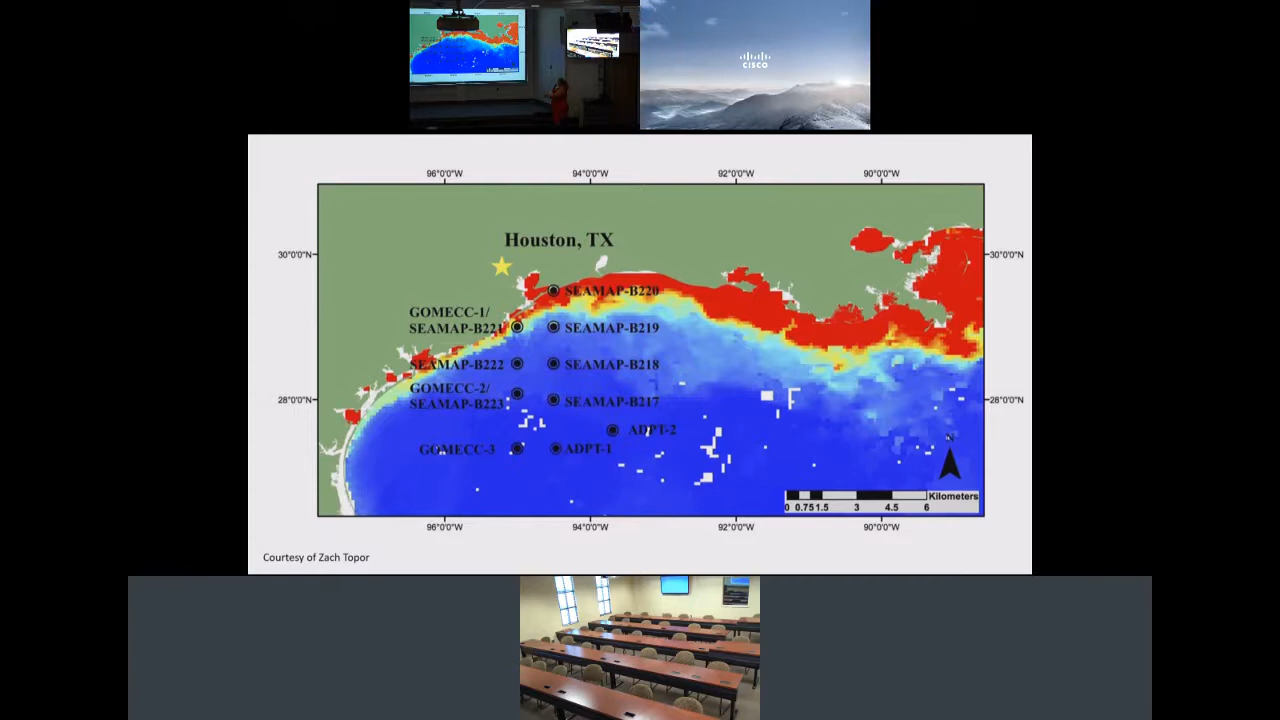 CISCO
96°0'0"W
94°0'0"W
92°0'0"W
90°0'0"W
30°0'0"N
30°0'0"N
Houston, TX
SEAMAP-B220
GOMECC-1/
SEAMAP-B221
SEAMAP-B219
SEAMAP-B222
SEAMAP-B218
GOMECC-2/
SEAMAP-B223
SEAMAP-B217
28°0'0"N
28°0'0"N
ADPT-2
GOMECC-3
ADPT-1
N
Kilometers
0 0.75 1.5 3 4.5 6
96°0'0"W
94°0'0"W
92°0'0"W
90°0'0"W
Courtesy of Zach Topor